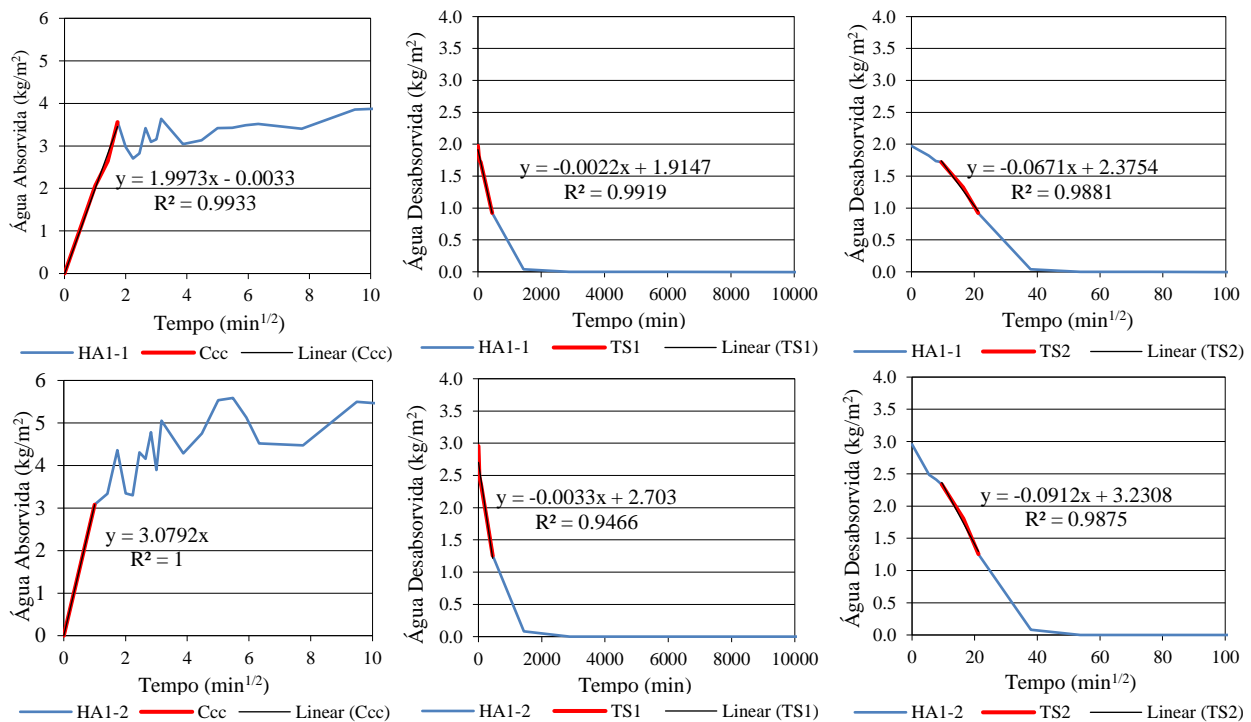 Água Absorvida (kg/m²)
6
5
4
3
2
1
0
y = 1.9973x - 0.0033
R² = 0.9933
0 2 4 6 8 10
Tempo (min^1/2)
HA1-1 Ccc Linear (Ccc)
Água Desabsorvida (kg/m²)
4.0
3.5
3.0
2.5
2.0
1.5
1.0
0.5
0.0
y = -0.0022x + 1.9147
R² = 0.9919
0 2000 4000 6000 8000 10000
Tempo (min)
HA1-1 TS1 Linear (TS1)
Água Desabsorvida (kg/m²)
4.0
3.5
3.0
2.5
2.0
1.5
1.0
0.5
0.0
y = -0.0671x + 2.3754
R² = 0.9881
0 20 40 60 80 100
Tempo (min^1/2)
HA1-1 TS2 Linear (TS2)
Água Absorvida (kg/m²)
6
5
4
3
2
1
0
y = 3.0792x
R² = 1
0 2 4 6 8 10
Tempo (min^1/2)
HA1-2 Ccc Linear (Ccc)
Água Desabsorvida (kg/m²)
4.0
3.5
3.0
2.5
2.0
1.5
1.0
0.5
0.0
y = -0.0033x + 2.703
R² = 0.9466
0 2000 4000 6000 8000 10000
Tempo (min)
HA1-2 TS1 Linear (TS1)
Água Desabsorvida (kg/m²)
4.0
3.5
3.0
2.5
2.0
1.5
1.0
0.5
0.0
y = -0.0912x + 3.2308
R² = 0.9875
0 20 40 60 80 100
Tempo (min^1/2)
HA1-2 TS2 Linear (TS2)